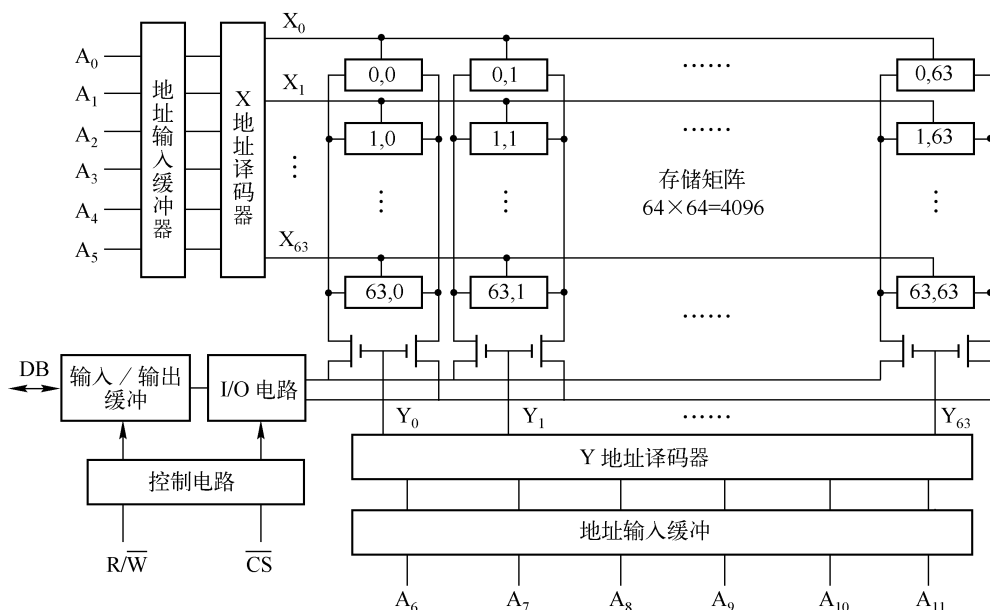 X₀
A₀
0,0
0,1
……
0,63
X₁
A₁
地址输入缓冲器
X地址译码器
A₂
1,0
1,1
……
1,63
A₃
⋮
⋮
⋮
存储矩阵
⋮
A₄
64×64=4096
A₅
X₆₃
63,0
63,1
……
63,63
DB
输入／输出
缓冲
I/O 电路
Y₀
Y₁
……
Y₆₃
Y 地址译码器
控制电路
地址输入缓冲
R/W̅
C̅S̅
A₆
A₇
A₈
A₉
A₁₀
A₁₁